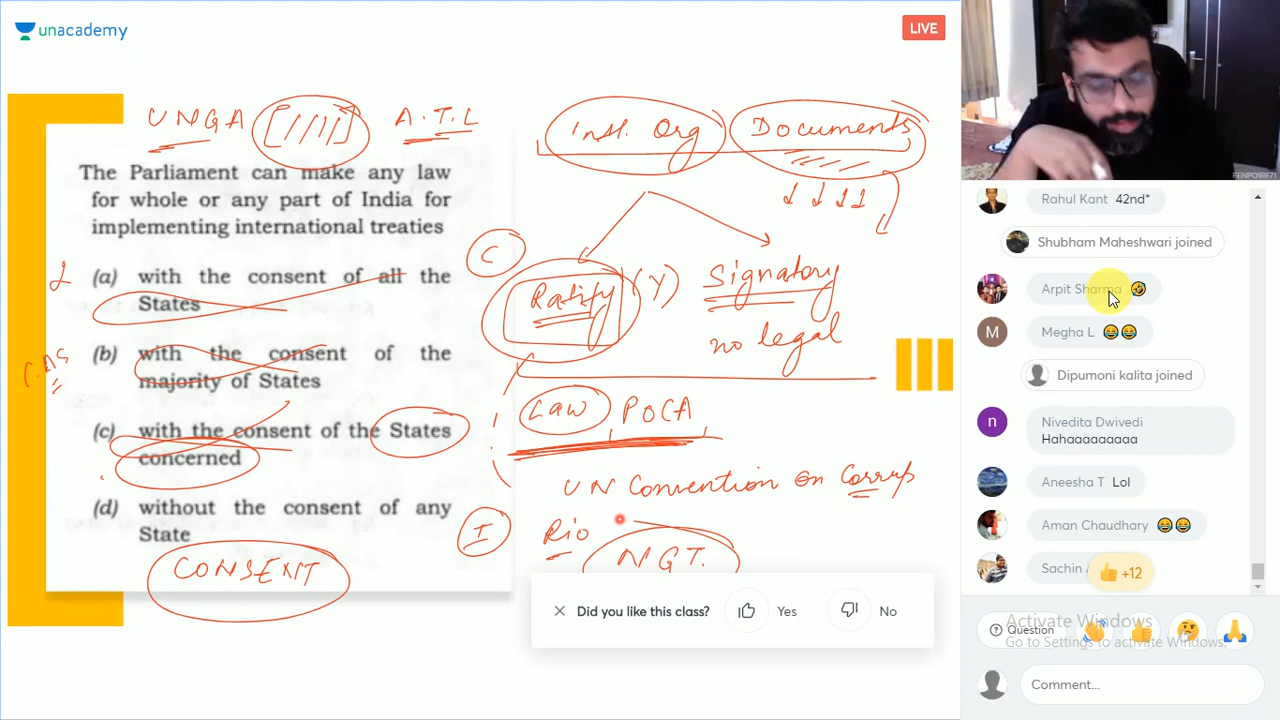 unacademy
LIVE
UNGA
A.T.L
Intl. Org
Documents
The Parliament can make any law
for whole or any part of India for
implementing international treaties
(a) with the consent of all the
States
(b) with the consent of the
majority of States
(c) with the consent of the States
concerned
(d) without the consent of any
State
CONSENT
C
Ratify (Y)
Signatory
no legal
Law POCA
UN Convention on Corrup
I
Rio
NGT.
Did you like this class?
Yes
No
FENPO1RF71
Rahul Kant 42nd*
Shubham Maheshwari joined
Arpit Sharma 🤣
M
Megha L 😂😂
Dipumoni kalita joined
n
Nivedita Dwivedi
Hahaaaaaaaaa
Aneesha T Lol
Aman Chaudhary 😂😂
Sachin
👍 +12
Activate Windows
Go to Settings to activate Windows.
Question
Comment...